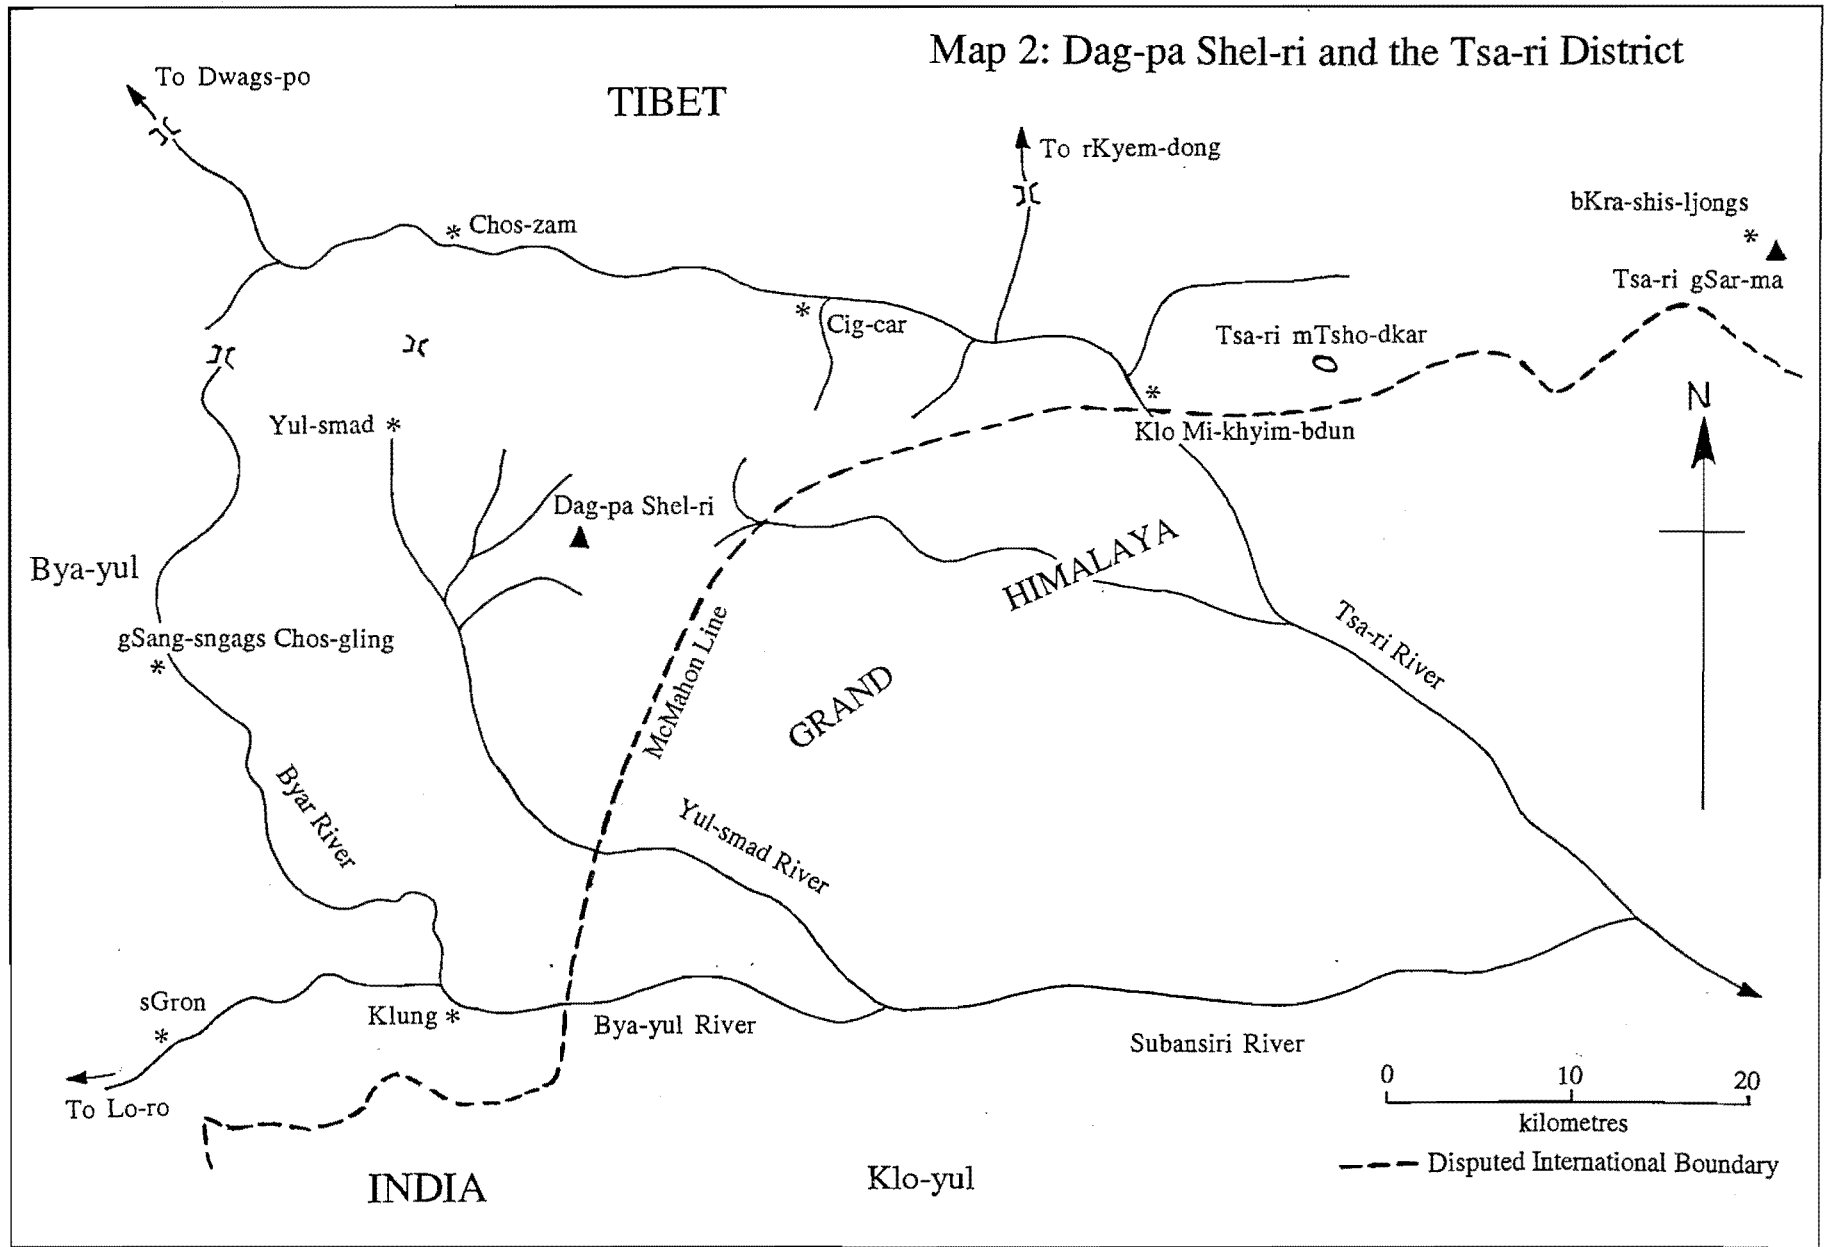 Map 2: Dag-pa Shel-ri and the Tsa-ri District
To Dwags-po
TIBET
To rKyem-dong
bKra-shis-ljongs
*
Chos-zam
*
Tsa-ri gSar-ma
*
Cig-car
Tsa-ri mTsho-dkar
*
Yul-smad *
Klo Mi-khyim-bdun
N
Dag-pa Shel-ri
Bya-yul
HIMALAYA
gSang-sngags Chos-gling
*
McMahon Line
Tsa-ri River
GRAND
Byar River
Yul-smad River
sGron
*
Klung *
Bya-yul River
Subansiri River
To Lo-ro
0 10 20
kilometres
Disputed International Boundary
INDIA
Klo-yul